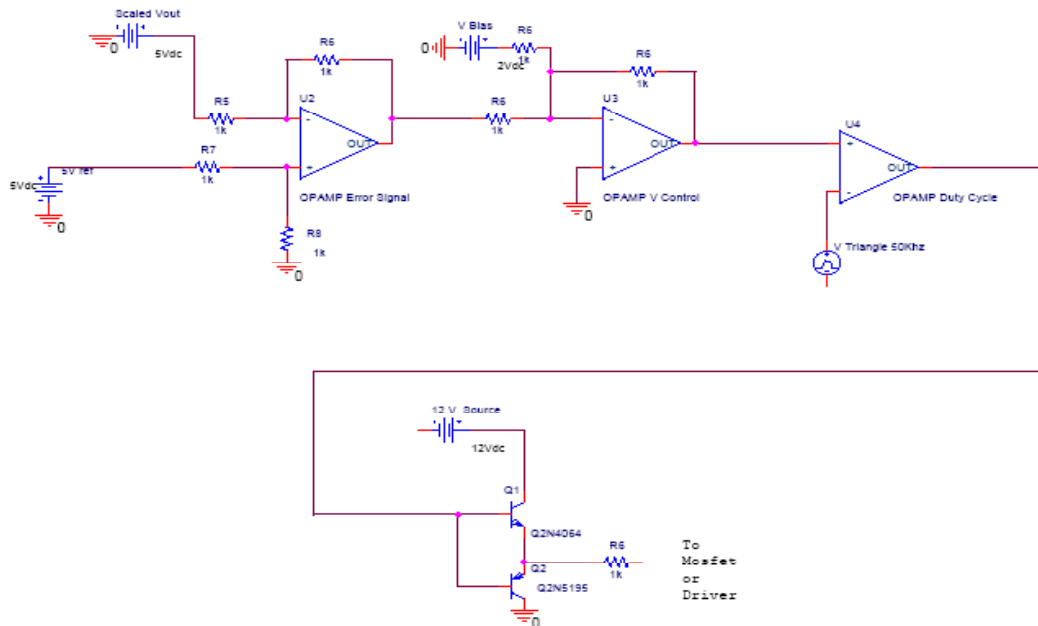 Scaled Vout
0
5Vdc
R6
1k
V Bias
0
2Vdc
R6
1k
R6
1k
R5
1k
U2
-
+
OUT
OPAMP Error Signal
R6
1k
U3
-
+
OUT
OPAMP V Control
0
U4
+
-
OUT
OPAMP Duty Cycle
V Triangle 50Khz
5Vdc
5V ref
0
R7
1k
R8
1k
0
12 V Source
12Vdc
Q1
Q2N4064
Q2
Q2N5195
0
R6
1k
To
Mosfet
or
Driver